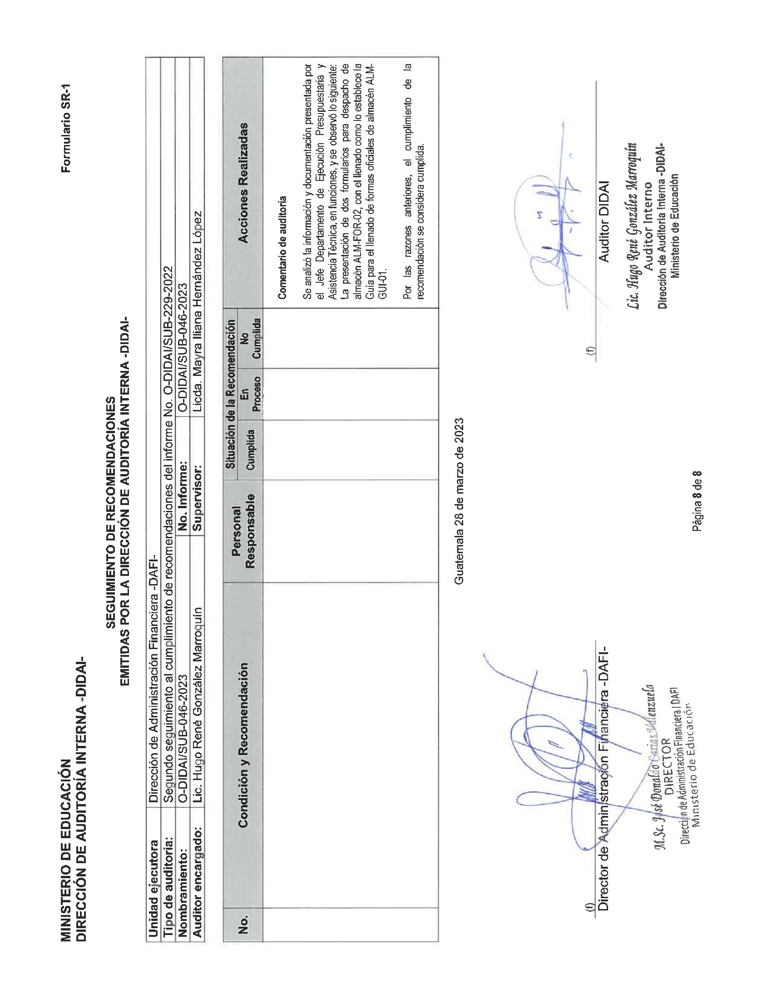 Formulario SR-1
MINISTERIO DE EDUCACIÓN
DIRECCIÓN DE AUDITORÍA INTERNA -DIDAI-
SEGUIMIENTO DE RECOMENDACIONES
EMITIDAS POR LA DIRECCIÓN DE AUDITORÍA INTERNA -DIDAI-
Unidad ejecutora Dirección de Administración Financiera -DAFI-
Tipo de auditoria: Segundo seguimiento al cumplimiento de recomendaciones del informe No. O-DIDAI/SUB-229-2022
Nombramiento: O-DIDAI/SUB-046-2023 No. Informe: O-DIDAI/SUB-046-2023
Auditor encargado: Lic. Hugo René González Marroquín Supervisor: Licda. Mayra Iliana Hernández López
No. Condición y Recomendación Personal Responsable Situación de la Recomendación Acciones Realizadas
Cumplida En Proceso No Cumplida
Comentario de auditoría
Se analizó la información y documentación presentada por
el Jefe Departamento de Ejecución Presupuestaria y
Asistencia Técnica, en funciones, y se observó lo siguiente:
La presentación de dos formularios para despacho de
almacén ALM-FOR-02, con el llenado como lo establece la
Guía para el llenado de formas oficiales de almacén ALM-
GUI-01.
Por las razones anteriores, el cumplimiento de la
recomendación se considera cumplida.
Guatemala 28 de marzo de 2023
(f)
Director de Administración Financiera -DAFI-
M.Sc. José Donaldo Carias Valenzuela
DIRECTOR
Dirección de Administración Financiera | DAFI
Ministerio de Educación
(f)
Auditor DIDAI
Lic. Hugo René González Marroquín
Auditor Interno
Dirección de Auditoría Interna -DIDAI-
Ministerio de Educación
Página 8 de 8